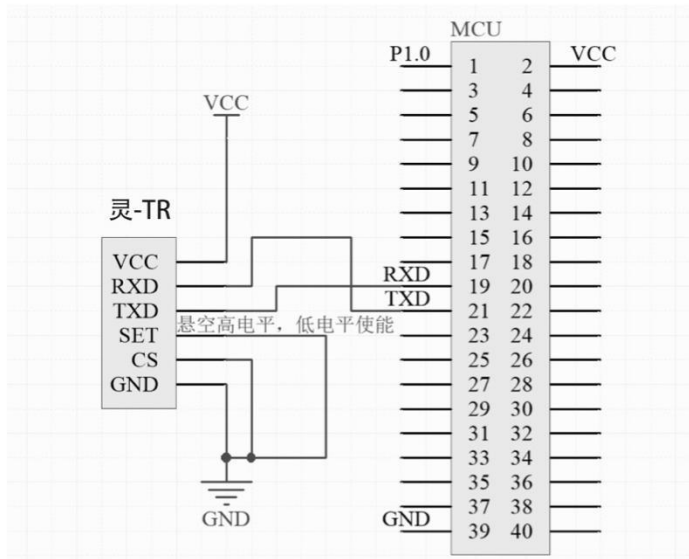 MCU
P1.0 1 2 VCC
3 4
VCC
5 6
7 8
9 10
11 12
灵-TR
13 14
15 16
VCC
17 18
RXD
RXD 19 20
TXD
TXD 21 22
悬空高电平，低电平使能
SET
23 24
CS
25 26
GND
27 28
29 30
31 32
33 34
35 36
37 38
GND
GND 39 40